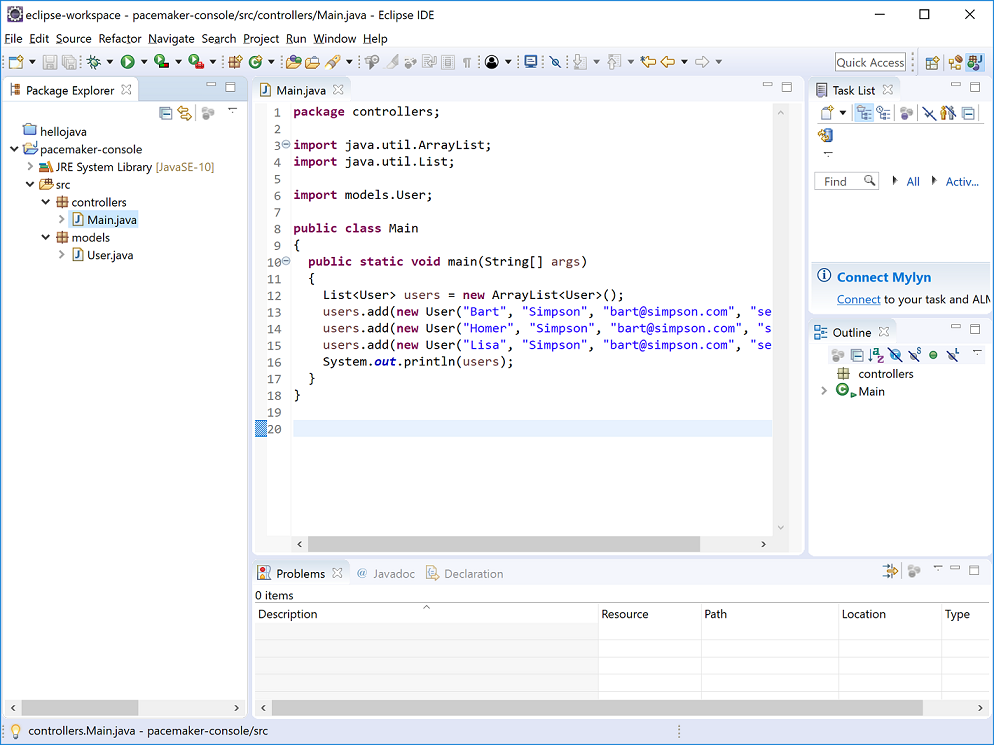 eclipse-workspace - pacemaker-console/src/controllers/Main.java - Eclipse IDE
File Edit Source Refactor Navigate Search Project Run Window Help
Quick Access
Package Explorer
hellojava
pacemaker-console
JRE System Library [JavaSE-10]
src
controllers
Main.java
models
User.java
Main.java
1 package controllers;
2
3 import java.util.ArrayList;
4 import java.util.List;
5
6 import models.User;
7
8 public class Main
9 {
10 public static void main(String[] args)
11 {
12 List<User> users = new ArrayList<User>();
13 users.add(new User("Bart", "Simpson", "bart@simpson.com", "se
14 users.add(new User("Homer", "Simpson", "bart@simpson.com", "s
15 users.add(new User("Lisa", "Simpson", "bart@simpson.com", "se
16 System.out.println(users);
17 }
18 }
19
20
Task List
Find All Activ...
Connect Mylyn
Connect to your task and ALM
Outline
controllers
Main
Problems @ Javadoc Declaration
0 items
Description Resource Path Location Type
controllers.Main.java - pacemaker-console/src